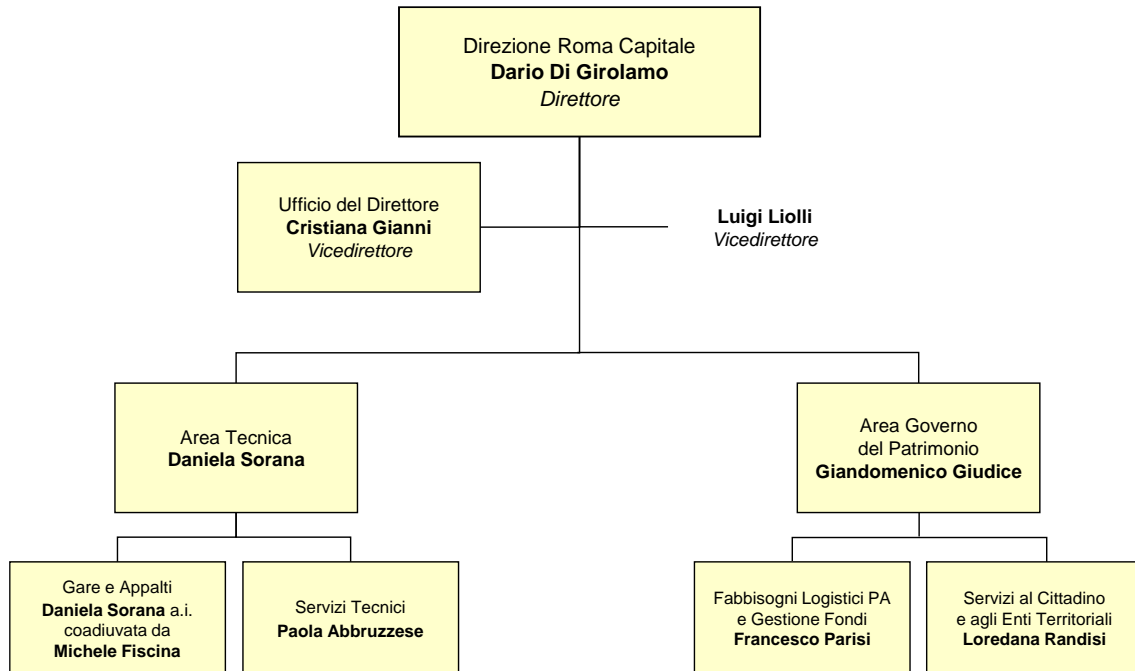 Direzione Roma Capitale
Dario Di Girolamo
Direttore
Ufficio del Direttore
Cristiana Gianni
Vicedirettore
Luigi Liolli
Vicedirettore
Area Tecnica
Daniela Sorana
Area Governo
del Patrimonio
Giandomenico Giudice
Gare e Appalti
Daniela Sorana a.i.
coadiuvata da
Michele Fiscina
Servizi Tecnici
Paola Abbruzzese
Fabbisogni Logistici PA
e Gestione Fondi
Francesco Parisi
Servizi al Cittadino
e agli Enti Territoriali
Loredana Randisi